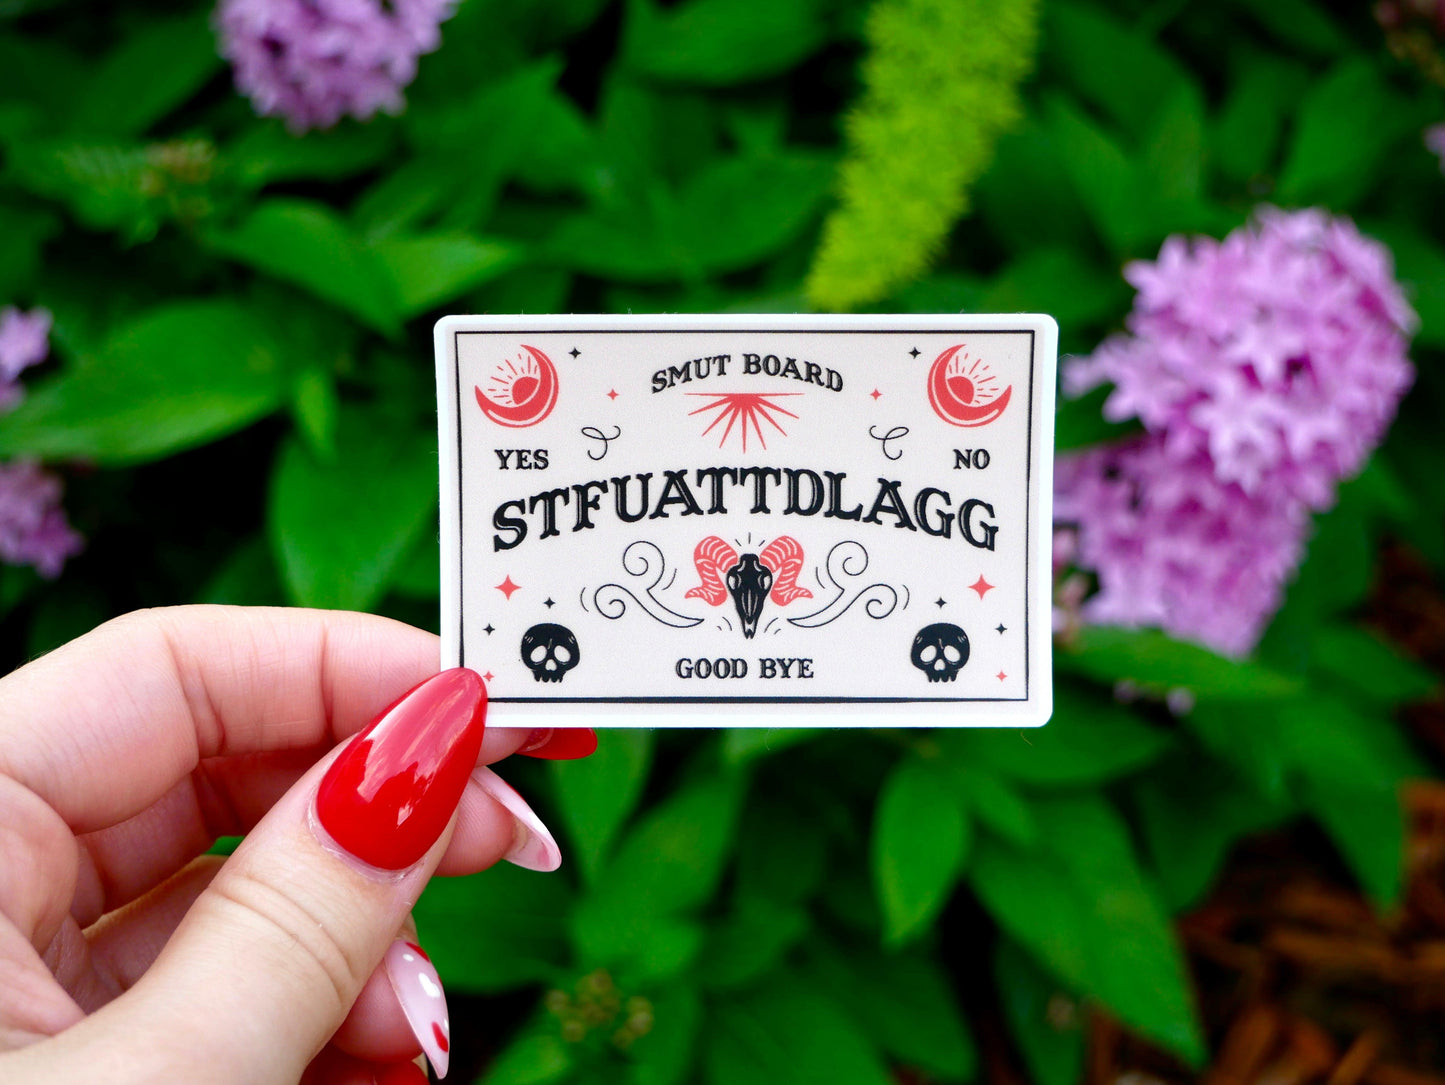 SMUT BOARD
YES NO
STFUATTDLAGG
GOOD BYE